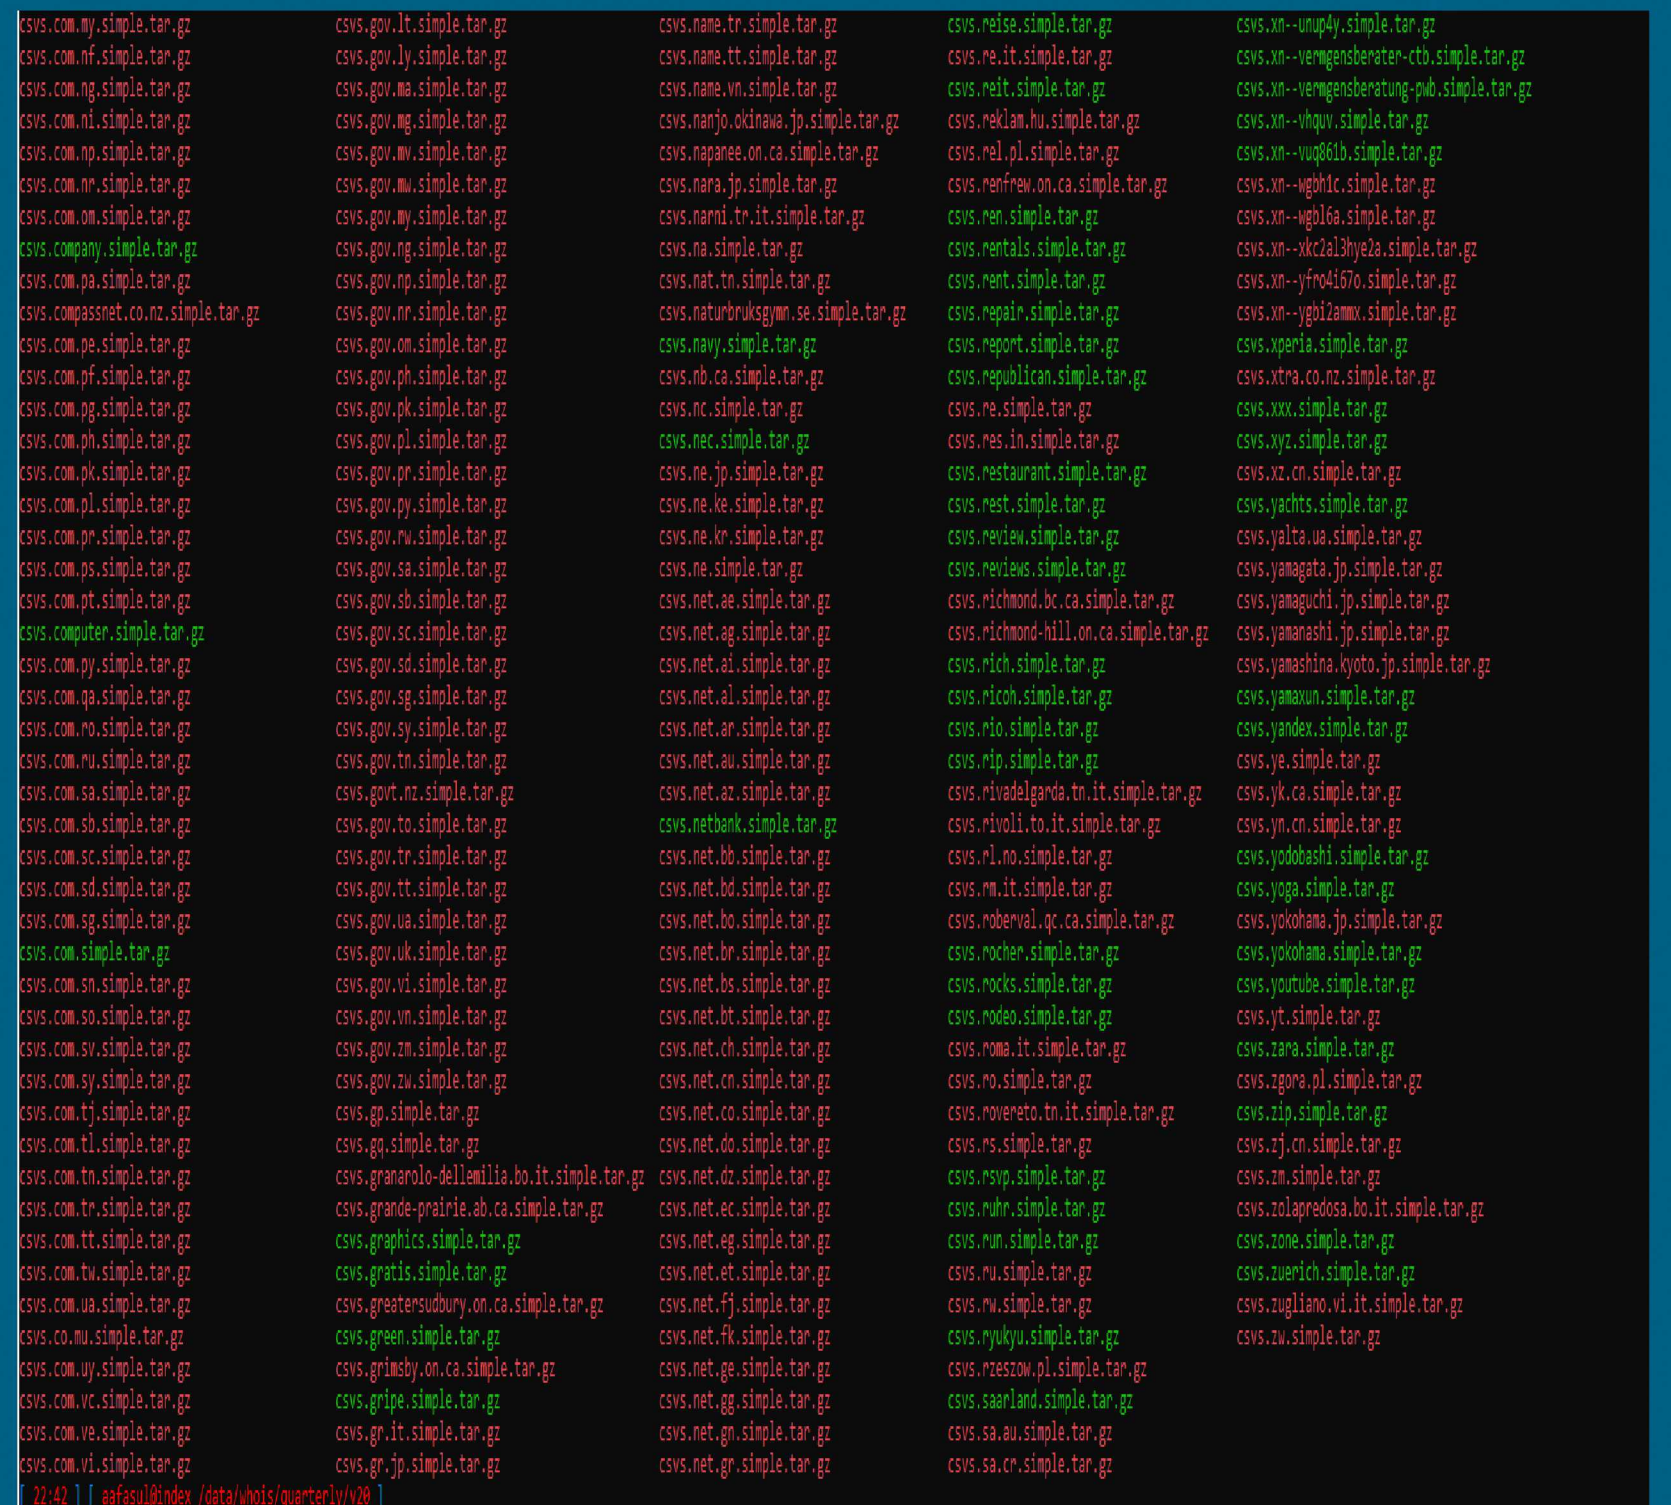 csvs.com.my.simple.tar.gz csvs.gov.lt.simple.tar.gz csvs.name.tr.simple.tar.gz csvs.reise.simple.tar.gz csvs.xn--unup4y.simple.tar.gz
csvs.com.nf.simple.tar.gz csvs.gov.ly.simple.tar.gz csvs.name.tt.simple.tar.gz csvs.re.it.simple.tar.gz csvs.xn--vermgensberater-ctb.simple.tar.gz
csvs.com.ng.simple.tar.gz csvs.gov.ma.simple.tar.gz csvs.name.vn.simple.tar.gz csvs.reit.simple.tar.gz csvs.xn--vermgensberatung-pwb.simple.tar.gz
csvs.com.ni.simple.tar.gz csvs.gov.mg.simple.tar.gz csvs.nanjo.okinawa.jp.simple.tar.gz csvs.reklam.hu.simple.tar.gz csvs.xn--vhquv.simple.tar.gz
csvs.com.np.simple.tar.gz csvs.gov.mv.simple.tar.gz csvs.napanee.on.ca.simple.tar.gz csvs.rel.pl.simple.tar.gz csvs.xn--vuq861b.simple.tar.gz
csvs.com.nr.simple.tar.gz csvs.gov.mw.simple.tar.gz csvs.nara.jp.simple.tar.gz csvs.renfrew.on.ca.simple.tar.gz csvs.xn--wgbh1c.simple.tar.gz
csvs.com.om.simple.tar.gz csvs.gov.my.simple.tar.gz csvs.narni.tr.it.simple.tar.gz csvs.ren.simple.tar.gz csvs.xn--wgbl6a.simple.tar.gz
csvs.company.simple.tar.gz csvs.gov.ng.simple.tar.gz csvs.na.simple.tar.gz csvs.rentals.simple.tar.gz csvs.xn--xkc2al3hye2a.simple.tar.gz
csvs.com.pa.simple.tar.gz csvs.gov.np.simple.tar.gz csvs.nat.tn.simple.tar.gz csvs.rent.simple.tar.gz csvs.xn--yfro4i67o.simple.tar.gz
csvs.compassnet.co.nz.simple.tar.gz csvs.gov.nr.simple.tar.gz csvs.naturbruksgymn.se.simple.tar.gz csvs.repair.simple.tar.gz csvs.xn--ygbi2ammx.simple.tar.gz
csvs.com.pe.simple.tar.gz csvs.gov.om.simple.tar.gz csvs.navy.simple.tar.gz csvs.report.simple.tar.gz csvs.xperia.simple.tar.gz
csvs.com.pf.simple.tar.gz csvs.gov.ph.simple.tar.gz csvs.nb.ca.simple.tar.gz csvs.republican.simple.tar.gz csvs.xtra.co.nz.simple.tar.gz
csvs.com.pg.simple.tar.gz csvs.gov.pk.simple.tar.gz csvs.nc.simple.tar.gz csvs.re.simple.tar.gz csvs.xxx.simple.tar.gz
csvs.com.ph.simple.tar.gz csvs.gov.pl.simple.tar.gz csvs.nec.simple.tar.gz csvs.res.in.simple.tar.gz csvs.xyz.simple.tar.gz
csvs.com.pk.simple.tar.gz csvs.gov.pr.simple.tar.gz csvs.ne.jp.simple.tar.gz csvs.restaurant.simple.tar.gz csvs.xz.cn.simple.tar.gz
csvs.com.pl.simple.tar.gz csvs.gov.py.simple.tar.gz csvs.ne.ke.simple.tar.gz csvs.rest.simple.tar.gz csvs.yachts.simple.tar.gz
csvs.com.pr.simple.tar.gz csvs.gov.rw.simple.tar.gz csvs.ne.kr.simple.tar.gz csvs.review.simple.tar.gz csvs.yalta.ua.simple.tar.gz
csvs.com.ps.simple.tar.gz csvs.gov.sa.simple.tar.gz csvs.ne.simple.tar.gz csvs.reviews.simple.tar.gz csvs.yamagata.jp.simple.tar.gz
csvs.com.pt.simple.tar.gz csvs.gov.sb.simple.tar.gz csvs.net.ae.simple.tar.gz csvs.richmond.bc.ca.simple.tar.gz csvs.yamaguchi.jp.simple.tar.gz
csvs.computer.simple.tar.gz csvs.gov.sc.simple.tar.gz csvs.net.ag.simple.tar.gz csvs.richmond-hill.on.ca.simple.tar.gz csvs.yamanashi.jp.simple.tar.gz
csvs.com.py.simple.tar.gz csvs.gov.sd.simple.tar.gz csvs.net.ai.simple.tar.gz csvs.rich.simple.tar.gz csvs.yamashina.kyoto.jp.simple.tar.gz
csvs.com.qa.simple.tar.gz csvs.gov.sg.simple.tar.gz csvs.net.al.simple.tar.gz csvs.ricoh.simple.tar.gz csvs.yamaxun.simple.tar.gz
csvs.com.ro.simple.tar.gz csvs.gov.sy.simple.tar.gz csvs.net.ar.simple.tar.gz csvs.rio.simple.tar.gz csvs.yandex.simple.tar.gz
csvs.com.ru.simple.tar.gz csvs.gov.tn.simple.tar.gz csvs.net.au.simple.tar.gz csvs.rip.simple.tar.gz csvs.ye.simple.tar.gz
csvs.com.sa.simple.tar.gz csvs.govt.nz.simple.tar.gz csvs.net.az.simple.tar.gz csvs.rivadelgarda.tn.it.simple.tar.gz csvs.yk.ca.simple.tar.gz
csvs.com.sb.simple.tar.gz csvs.gov.to.simple.tar.gz csvs.netbank.simple.tar.gz csvs.rivoli.to.it.simple.tar.gz csvs.yn.cn.simple.tar.gz
csvs.com.sc.simple.tar.gz csvs.gov.tr.simple.tar.gz csvs.net.bb.simple.tar.gz csvs.rl.no.simple.tar.gz csvs.yodobashi.simple.tar.gz
csvs.com.sd.simple.tar.gz csvs.gov.tt.simple.tar.gz csvs.net.bd.simple.tar.gz csvs.rm.it.simple.tar.gz csvs.yoga.simple.tar.gz
csvs.com.sg.simple.tar.gz csvs.gov.ua.simple.tar.gz csvs.net.bo.simple.tar.gz csvs.roberval.qc.ca.simple.tar.gz csvs.yokohama.jp.simple.tar.gz
csvs.com.simple.tar.gz csvs.gov.uk.simple.tar.gz csvs.net.br.simple.tar.gz csvs.rocher.simple.tar.gz csvs.yokohama.simple.tar.gz
csvs.com.sn.simple.tar.gz csvs.gov.vi.simple.tar.gz csvs.net.bs.simple.tar.gz csvs.rocks.simple.tar.gz csvs.youtube.simple.tar.gz
csvs.com.so.simple.tar.gz csvs.gov.vn.simple.tar.gz csvs.net.bt.simple.tar.gz csvs.rodeo.simple.tar.gz csvs.yt.simple.tar.gz
csvs.com.sv.simple.tar.gz csvs.gov.zm.simple.tar.gz csvs.net.ch.simple.tar.gz csvs.roma.it.simple.tar.gz csvs.zara.simple.tar.gz
csvs.com.sy.simple.tar.gz csvs.gov.zw.simple.tar.gz csvs.net.cn.simple.tar.gz csvs.ro.simple.tar.gz csvs.zgora.pl.simple.tar.gz
csvs.com.tj.simple.tar.gz csvs.gp.simple.tar.gz csvs.net.co.simple.tar.gz csvs.rovereto.tn.it.simple.tar.gz csvs.zip.simple.tar.gz
csvs.com.tl.simple.tar.gz csvs.gq.simple.tar.gz csvs.net.do.simple.tar.gz csvs.rs.simple.tar.gz csvs.zj.cn.simple.tar.gz
csvs.com.tn.simple.tar.gz csvs.granarolo-dellemilia.bo.it.simple.tar.gz csvs.net.dz.simple.tar.gz csvs.rsvp.simple.tar.gz csvs.zm.simple.tar.gz
csvs.com.tr.simple.tar.gz csvs.grande-prairie.ab.ca.simple.tar.gz csvs.net.ec.simple.tar.gz csvs.ruhr.simple.tar.gz csvs.zolapredosa.bo.it.simple.tar.gz
csvs.com.tt.simple.tar.gz csvs.graphics.simple.tar.gz csvs.net.eg.simple.tar.gz csvs.run.simple.tar.gz csvs.zone.simple.tar.gz
csvs.com.tw.simple.tar.gz csvs.gratis.simple.tar.gz csvs.net.et.simple.tar.gz csvs.ru.simple.tar.gz csvs.zuerich.simple.tar.gz
csvs.com.ua.simple.tar.gz csvs.greatersudbury.on.ca.simple.tar.gz csvs.net.fj.simple.tar.gz csvs.rw.simple.tar.gz csvs.zugliano.vi.it.simple.tar.gz
csvs.co.mu.simple.tar.gz csvs.green.simple.tar.gz csvs.net.fk.simple.tar.gz csvs.ryukyu.simple.tar.gz csvs.zw.simple.tar.gz
csvs.com.uy.simple.tar.gz csvs.grimsby.on.ca.simple.tar.gz csvs.net.ge.simple.tar.gz csvs.rzeszow.pl.simple.tar.gz
csvs.com.vc.simple.tar.gz csvs.gripe.simple.tar.gz csvs.net.gg.simple.tar.gz csvs.saarland.simple.tar.gz
csvs.com.ve.simple.tar.gz csvs.gr.it.simple.tar.gz csvs.net.gn.simple.tar.gz csvs.sa.au.simple.tar.gz
csvs.com.vi.simple.tar.gz csvs.gr.jp.simple.tar.gz csvs.net.gr.simple.tar.gz csvs.sa.cr.simple.tar.gz
[ 22:42 ] [ aafasul@index /data/whois/quarterly/v20 ]